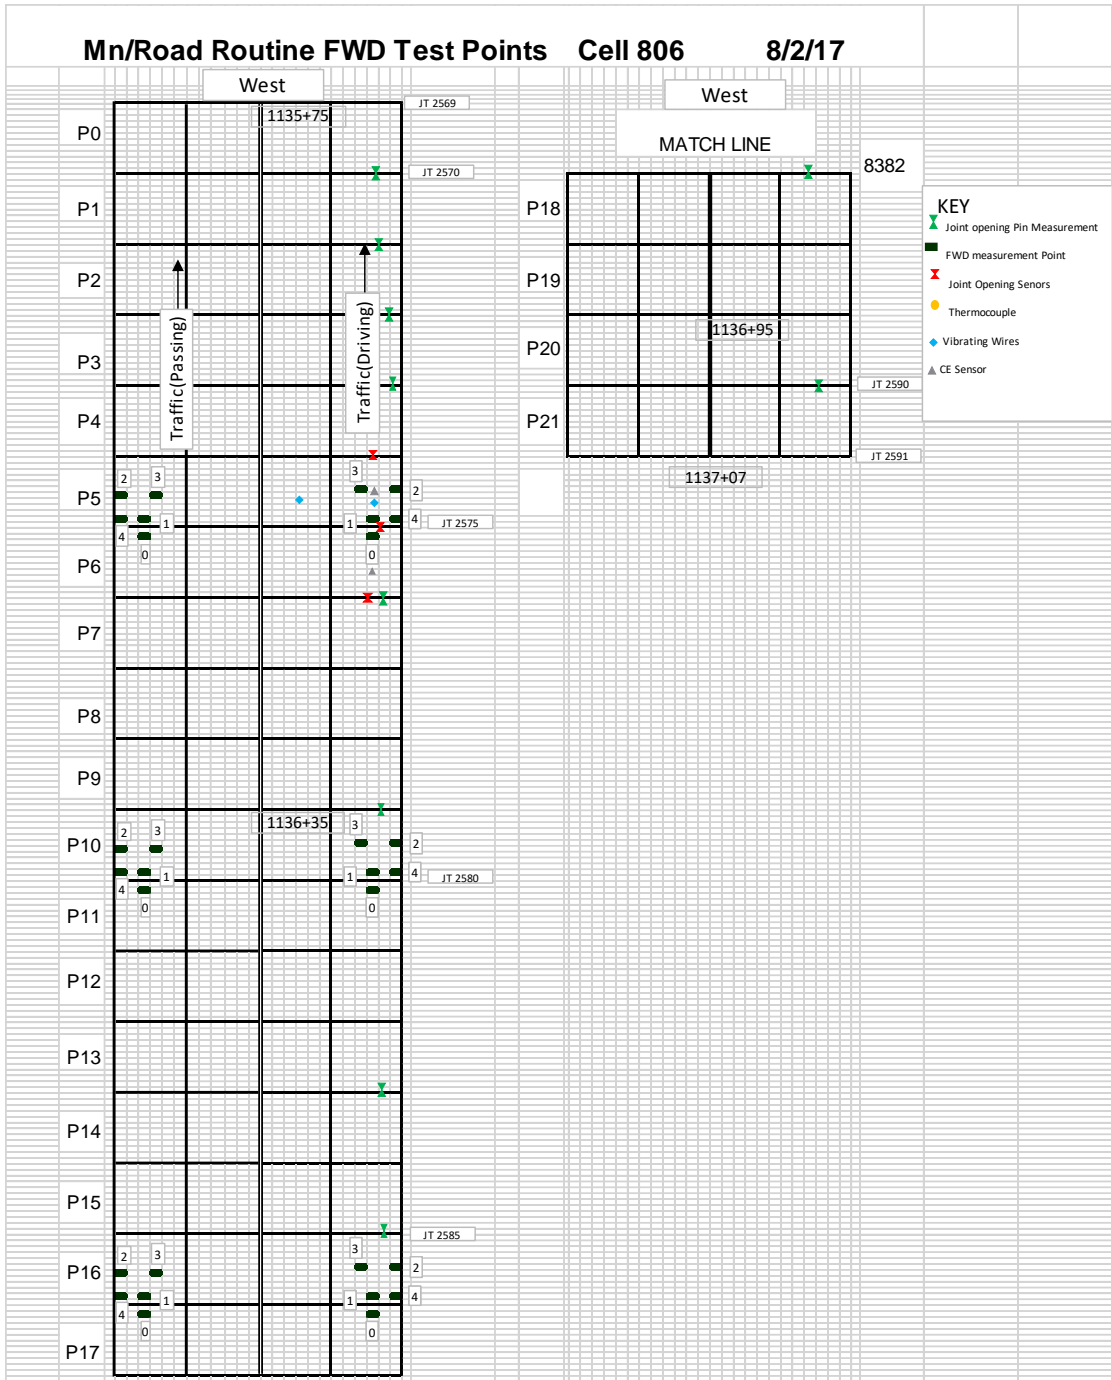 Mn/Road Routine FWD Test Points Cell 806 8/2/17
West
JT 2569
1135+75
P0
JT 2570
P1
P2
Traffic(Passing)
Traffic(Driving)
P3
P4
3
2 3
2
P5
1 1 4 JT 2575
4
0 0
P6
P7
P8
P9
1136+35
3
2 3
2
P10
1 1 4 JT 2580
4
0 0
P11
P12
P13
P14
P15
JT 2585
3
2 3
2
P16
1 1 4
4
0 0
P17
West
MATCH LINE
8382
P18
P19
1136+95
P20
JT 2590
P21
JT 2591
1137+07
KEY
Joint opening Pin Measurement
FWD measurement Point
Joint Opening Senors
Thermocouple
Vibrating Wires
CE Sensor